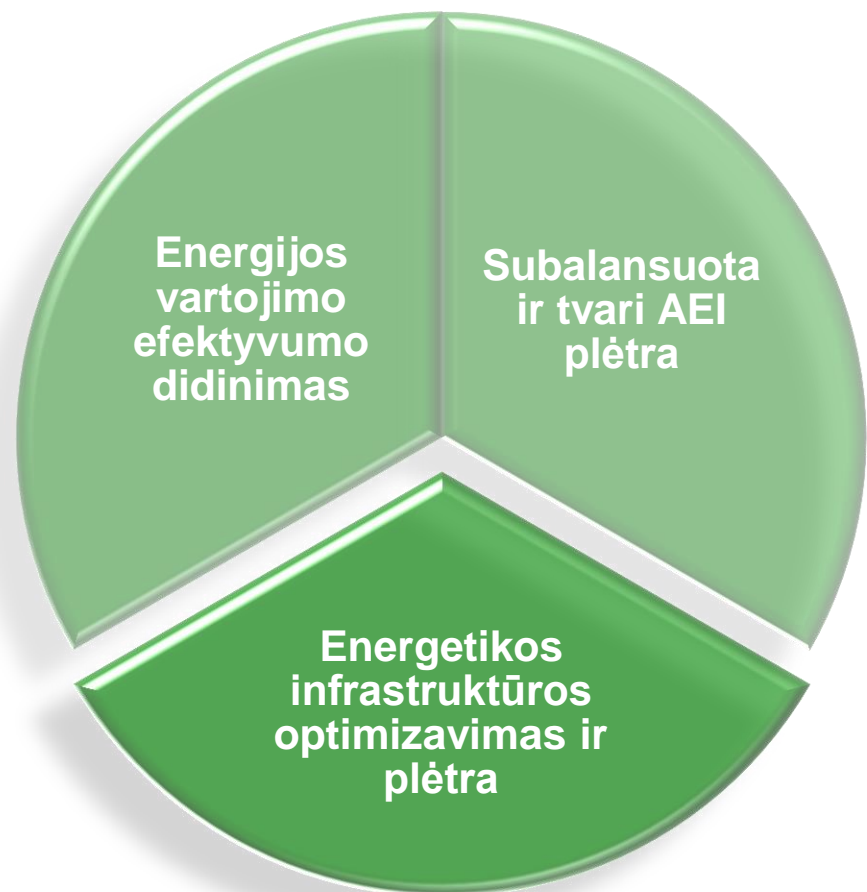 Energijos
vartojimo
efektyvumo
didinimas
Subalansuota
ir tvari AEI
plėtra
Energetikos
infrastruktūros
optimizavimas ir
plėtra